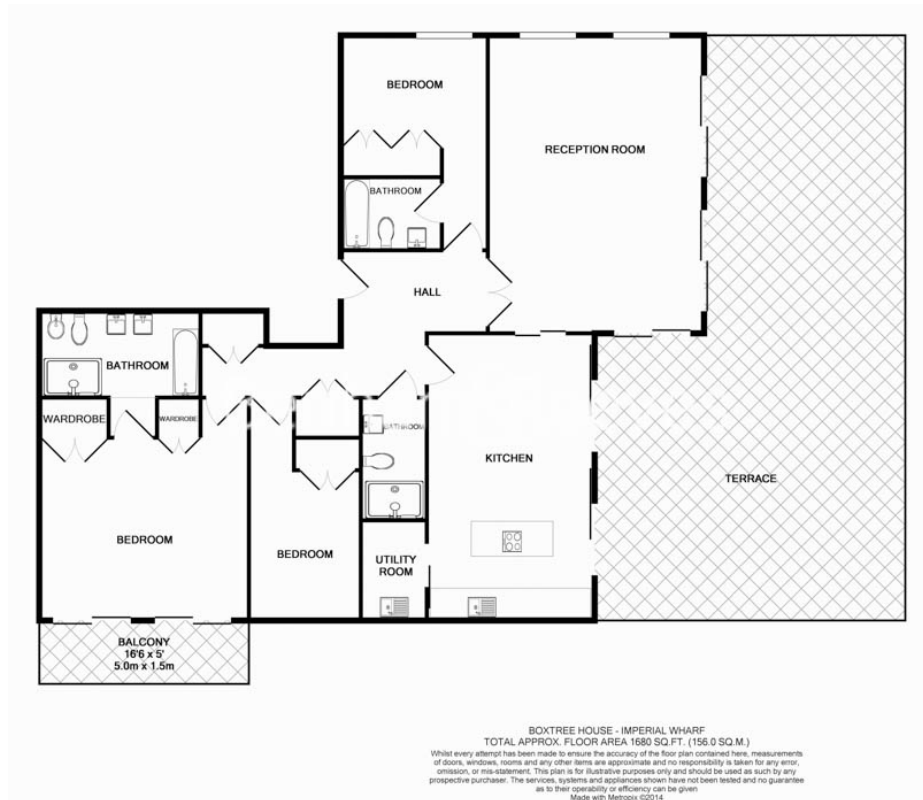 BEDROOM
RECEPTION ROOM
BATHROOM
HALL
BATHROOM
WARDROBE
WARDROBE
BATHROOM
KITCHEN
TERRACE
BEDROOM
BEDROOM
UTILITY
ROOM
BALCONY
16'6 x 5'
5.0m x 1.5m
BOXTREE HOUSE - IMPERIAL WHARF
TOTAL APPROX. FLOOR AREA 1680 SQ.FT. (156.0 SQ.M.)
Whilst every attempt has been made to ensure the accuracy of the floor plan contained here, measurements
of doors, windows, rooms and any other items are approximate and no responsibility is taken for any error,
omission, or mis-statement. This plan is for illustrative purposes only and should be used as such by any
prospective purchaser. The services, systems and appliances shown have not been tested and no guarantee
as to their operability or efficiency can be given
Made with Metropix ©2014